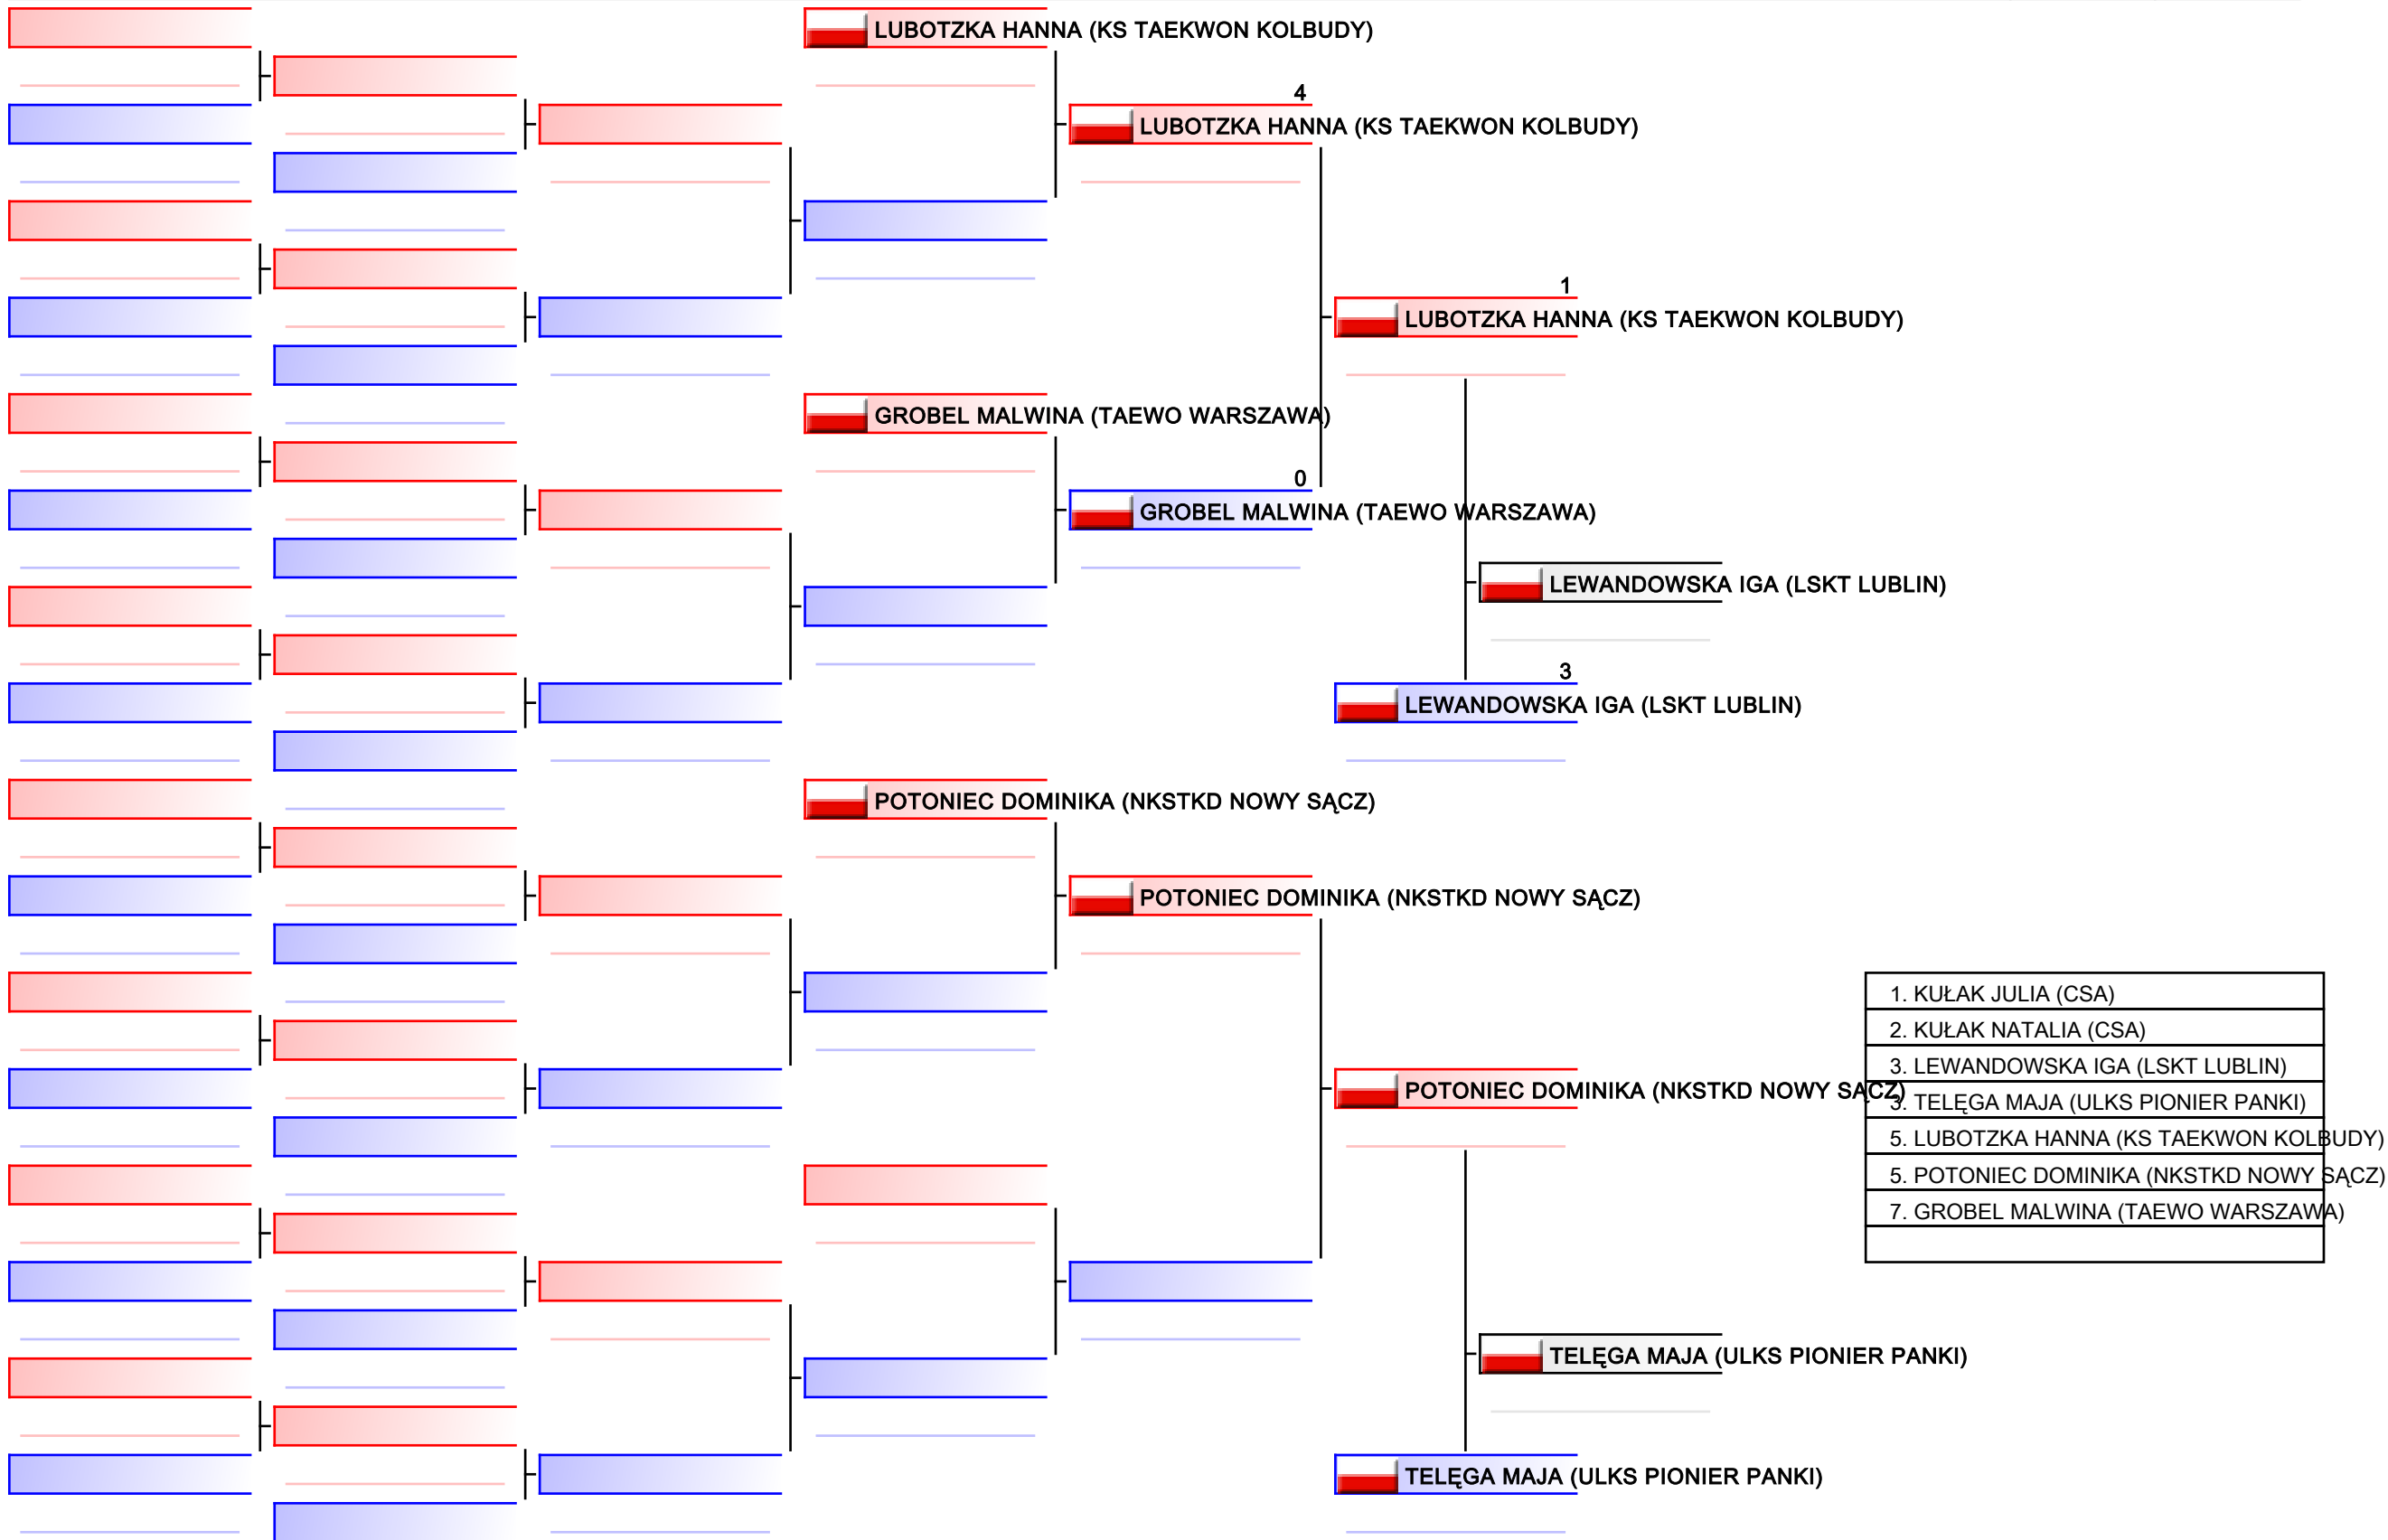 LUBOTZKA HANNA (KS TAEKWON KOLBUDY)
4
LUBOTZKA HANNA (KS TAEKWON KOLBUDY)
1
LUBOTZKA HANNA (KS TAEKWON KOLBUDY)
GROBEL MALWINA (TAEWO WARSZAWA)
0
GROBEL MALWINA (TAEWO WARSZAWA)
LEWANDOWSKA IGA (LSKT LUBLIN)
3
LEWANDOWSKA IGA (LSKT LUBLIN)
POTONIEC DOMINIKA (NKSTKD NOWY SĄCZ)
POTONIEC DOMINIKA (NKSTKD NOWY SĄCZ)
POTONIEC DOMINIKA (NKSTKD NOWY SĄCZ)
1. KUŁAK JULIA (CSA)
2. KUŁAK NATALIA (CSA)
3. LEWANDOWSKA IGA (LSKT LUBLIN)
3. TELĘGA MAJA (ULKS PIONIER PANKI)
5. LUBOTZKA HANNA (KS TAEKWON KOLBUDY)
5. POTONIEC DOMINIKA (NKSTKD NOWY SĄCZ)
7. GROBEL MALWINA (TAEWO WARSZAWA)
TELĘGA MAJA (ULKS PIONIER PANKI)
TELĘGA MAJA (ULKS PIONIER PANKI)